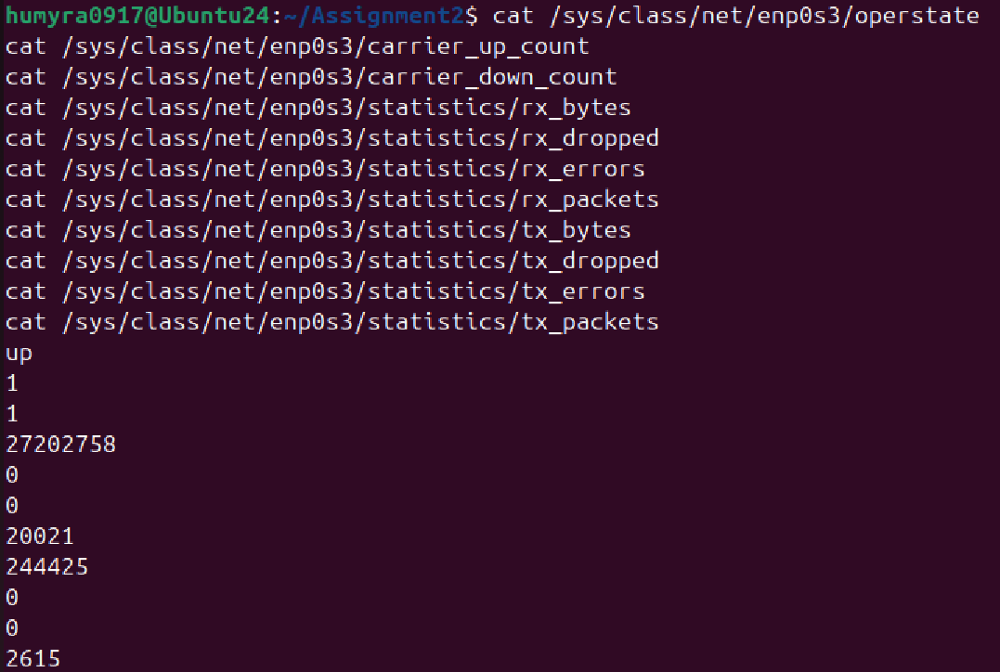 humyra0917@Ubuntu24:~/Assignment2$ cat /sys/class/net/enp0s3/operstate
cat /sys/class/net/enp0s3/carrier_up_count
cat /sys/class/net/enp0s3/carrier_down_count
cat /sys/class/net/enp0s3/statistics/rx_bytes
cat /sys/class/net/enp0s3/statistics/rx_dropped
cat /sys/class/net/enp0s3/statistics/rx_errors
cat /sys/class/net/enp0s3/statistics/rx_packets
cat /sys/class/net/enp0s3/statistics/tx_bytes
cat /sys/class/net/enp0s3/statistics/tx_dropped
cat /sys/class/net/enp0s3/statistics/tx_errors
cat /sys/class/net/enp0s3/statistics/tx_packets
up
1
1
27202758
0
0
20021
244425
0
0
2615